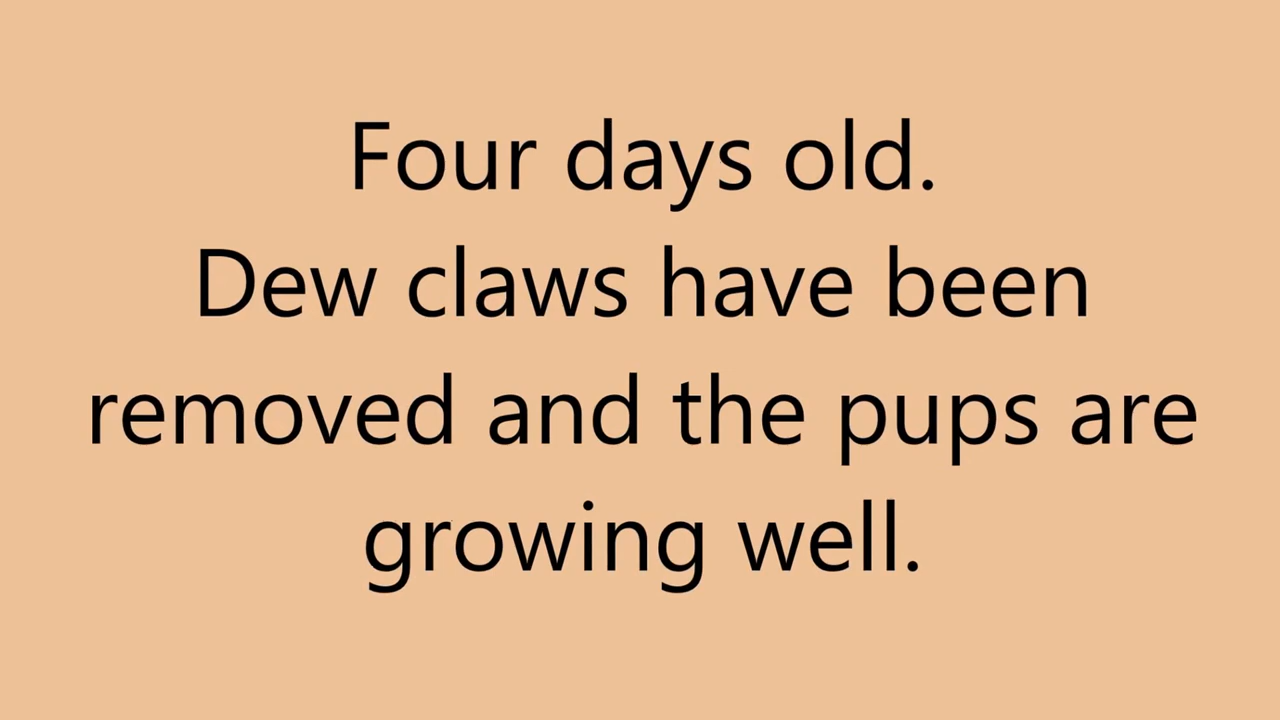 Four days old.
Dew claws have been
removed and the pups are
growing well.